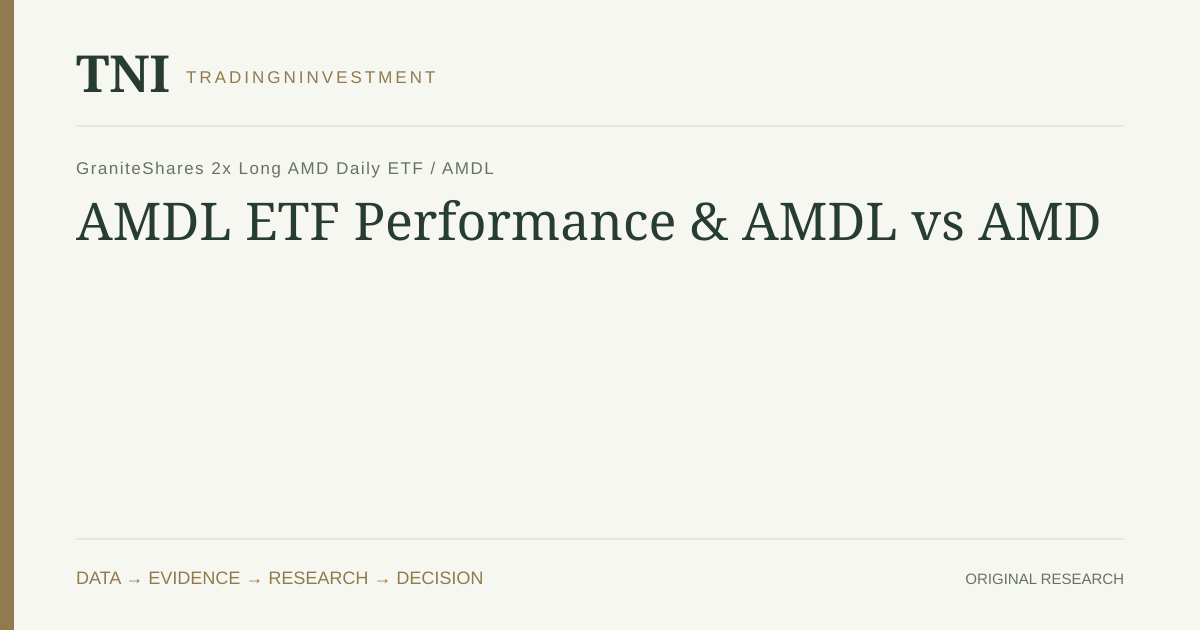 TNI TRADINGNINVESTMENT
GraniteShares 2x Long AMD Daily ETF / AMDL
AMDL ETF Performance & AMDL vs AMD
DATA → EVIDENCE → RESEARCH → DECISION
ORIGINAL RESEARCH